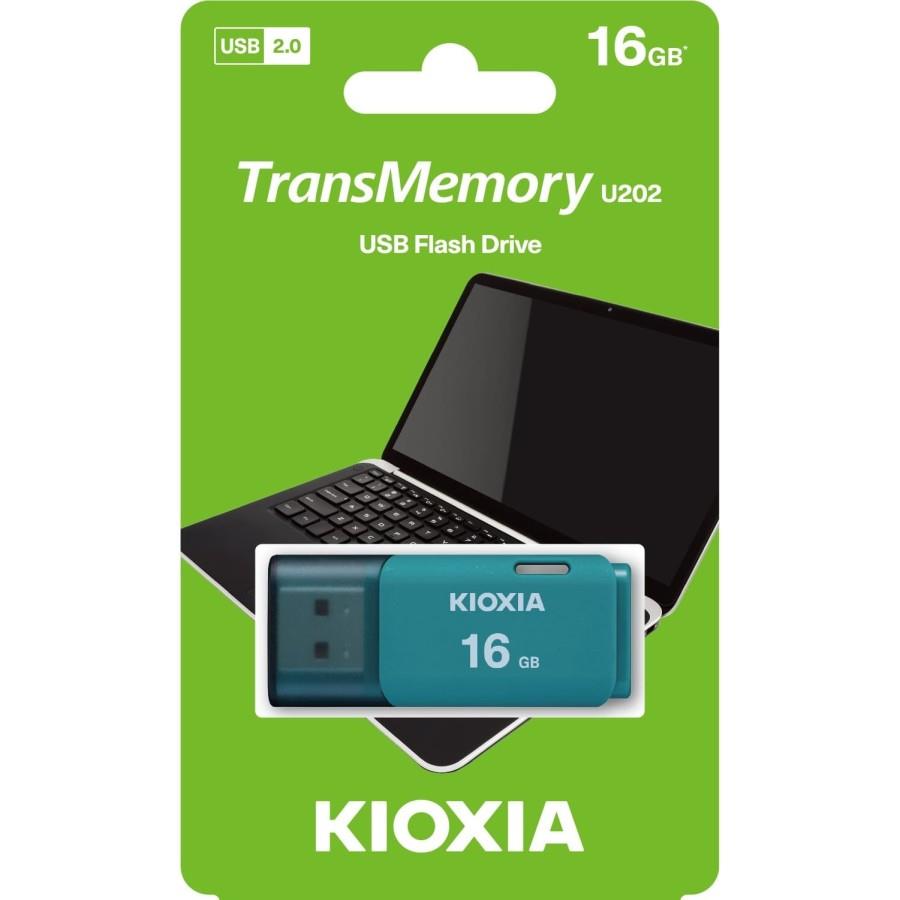 USB 2.0
16GB*
TransMemory U202
USB Flash Drive
KIOXIA
16 GB
KIOXIA